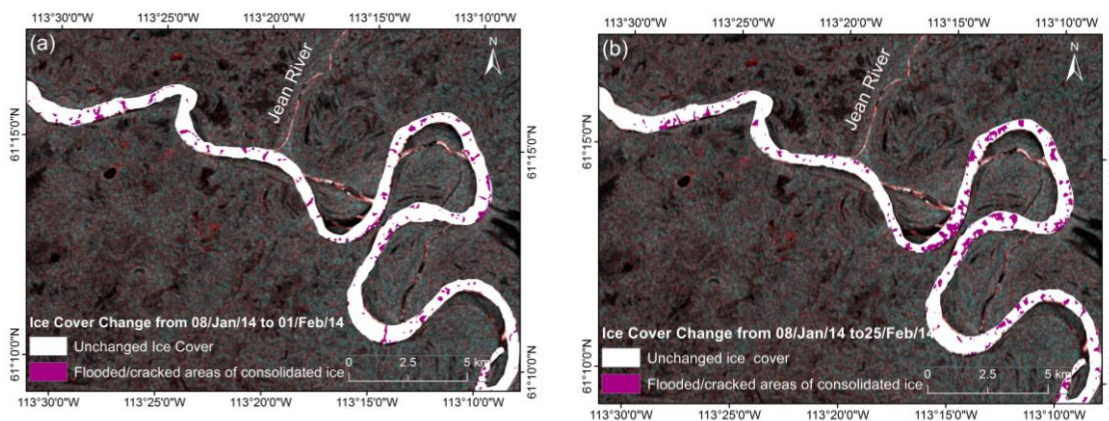 113°30'0"W 113°25'0"W 113°20'0"W 113°15'0"W 113°10'0"W
(a)
N
Jean River
61°15'0"N
61°15'0"N
Ice Cover Change from 08/Jan/14 to 01/Feb/14
Unchanged Ice Cover
Flooded/cracked areas of consolidated ice
0 2.5 5 km
61°10'0"N
61°10'0"N
113°30'0"W 113°25'0"W 113°20'0"W 113°15'0"W 113°10'0"W
113°30'0"W 113°25'0"W 113°20'0"W 113°15'0"W 113°10'0"W
(b)
N
Jean River
61°15'0"N
Ice Cover Change from 08/Jan/14 to25/Feb/14
Unchanged ice cover
Flooded/cracked areas of consolidated ice
0 2.5 5 km
61°10'0"N
113°30'0"W 113°25'0"W 113°20'0"W 113°15'0"W 113°10'0"W